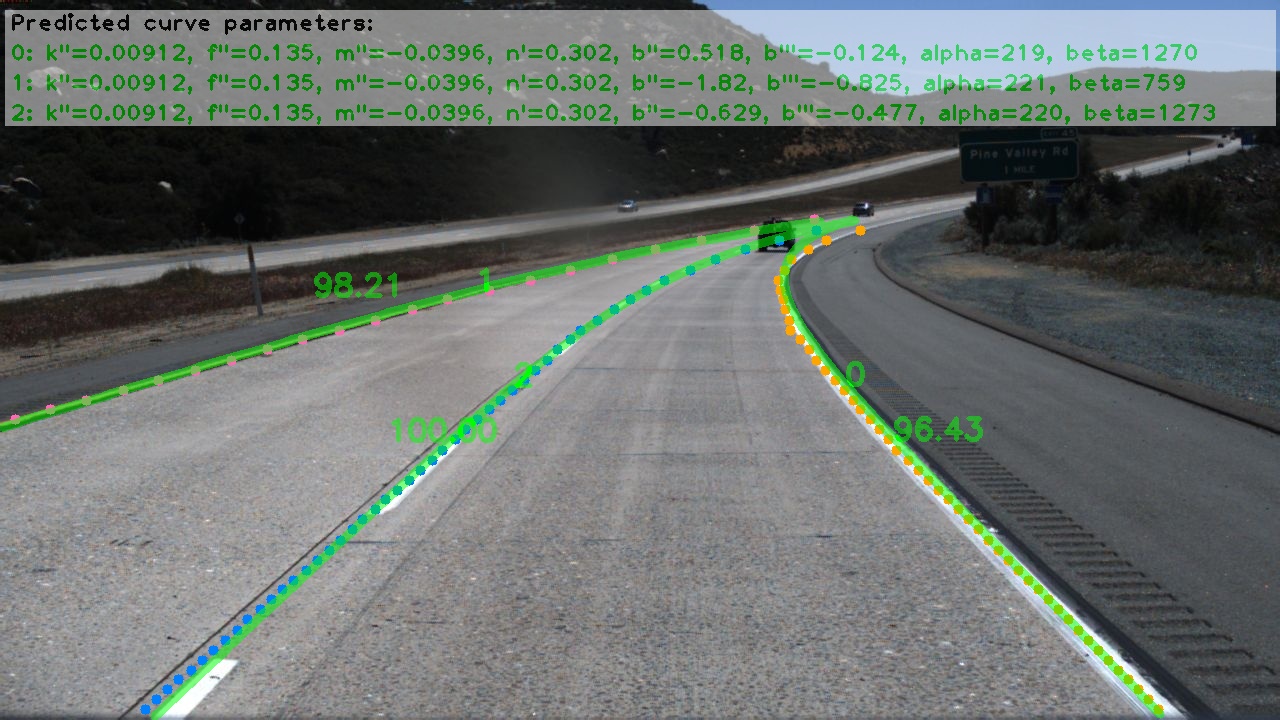 Predicted curve parameters:
0: k''=0.00912, f''=0.135, m''=−0.0396, n'=0.302, b''=0.518, b'''=−0.124, alpha=219, beta=1270
1: k''=0.00912, f''=0.135, m''=−0.0396, n'=0.302, b''=−1.82, b'''=−0.825, alpha=221, beta=759
2: k''=0.00912, f''=0.135, m''=−0.0396, n'=0.302, b''=−0.629, b'''=−0.477, alpha=220, beta=1273
EXIT 45
Pine Valley Rd
1 MILE
98.21
1
2
0
100.00
96.43